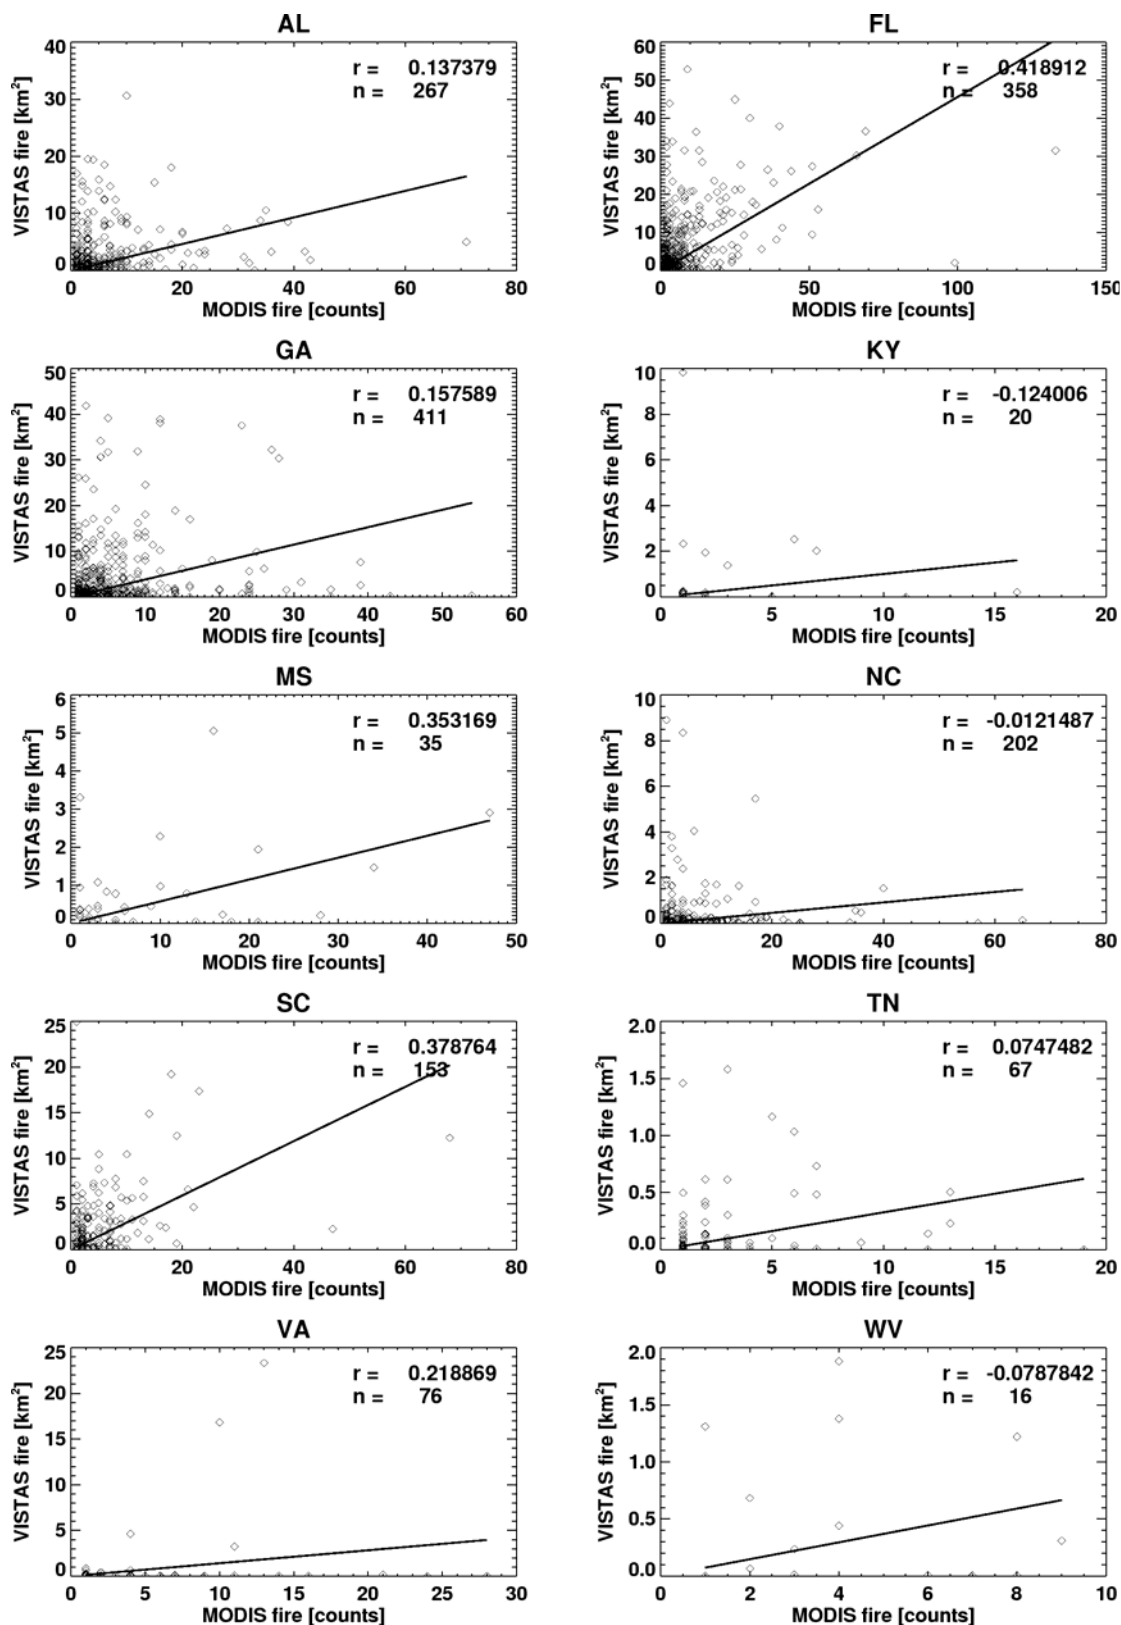 AL
r = 0.137379
n = 267
VISTAS fire [km²]
40
30
20
10
0
0 20 40 60 80
MODIS fire [counts]
FL
r = 0.418912
n = 358
VISTAS fire [km²]
60
50
40
30
20
10
0
0 50 100 150
MODIS fire [counts]
GA
r = 0.157589
n = 411
VISTAS fire [km²]
50
40
30
20
10
0
0 10 20 30 40 50 60
MODIS fire [counts]
KY
r = -0.124006
n = 20
VISTAS fire [km²]
10
8
6
4
2
0
0 5 10 15 20
MODIS fire [counts]
MS
r = 0.353169
n = 35
VISTAS fire [km²]
6
5
4
3
2
1
0
0 10 20 30 40 50
MODIS fire [counts]
NC
r = -0.0121487
n = 202
VISTAS fire [km²]
10
8
6
4
2
0
0 20 40 60 80
MODIS fire [counts]
SC
r = 0.378764
n = 153
VISTAS fire [km²]
25
20
15
10
5
0
0 20 40 60 80
MODIS fire [counts]
TN
r = 0.0747482
n = 67
VISTAS fire [km²]
2.0
1.5
1.0
0.5
0.0
0 5 10 15 20
MODIS fire [counts]
VA
r = 0.218869
n = 76
VISTAS fire [km²]
25
20
15
10
5
0
0 5 10 15 20 25 30
MODIS fire [counts]
WV
r = -0.0787842
n = 16
VISTAS fire [km²]
2.0
1.5
1.0
0.5
0.0
0 2 4 6 8 10
MODIS fire [counts]